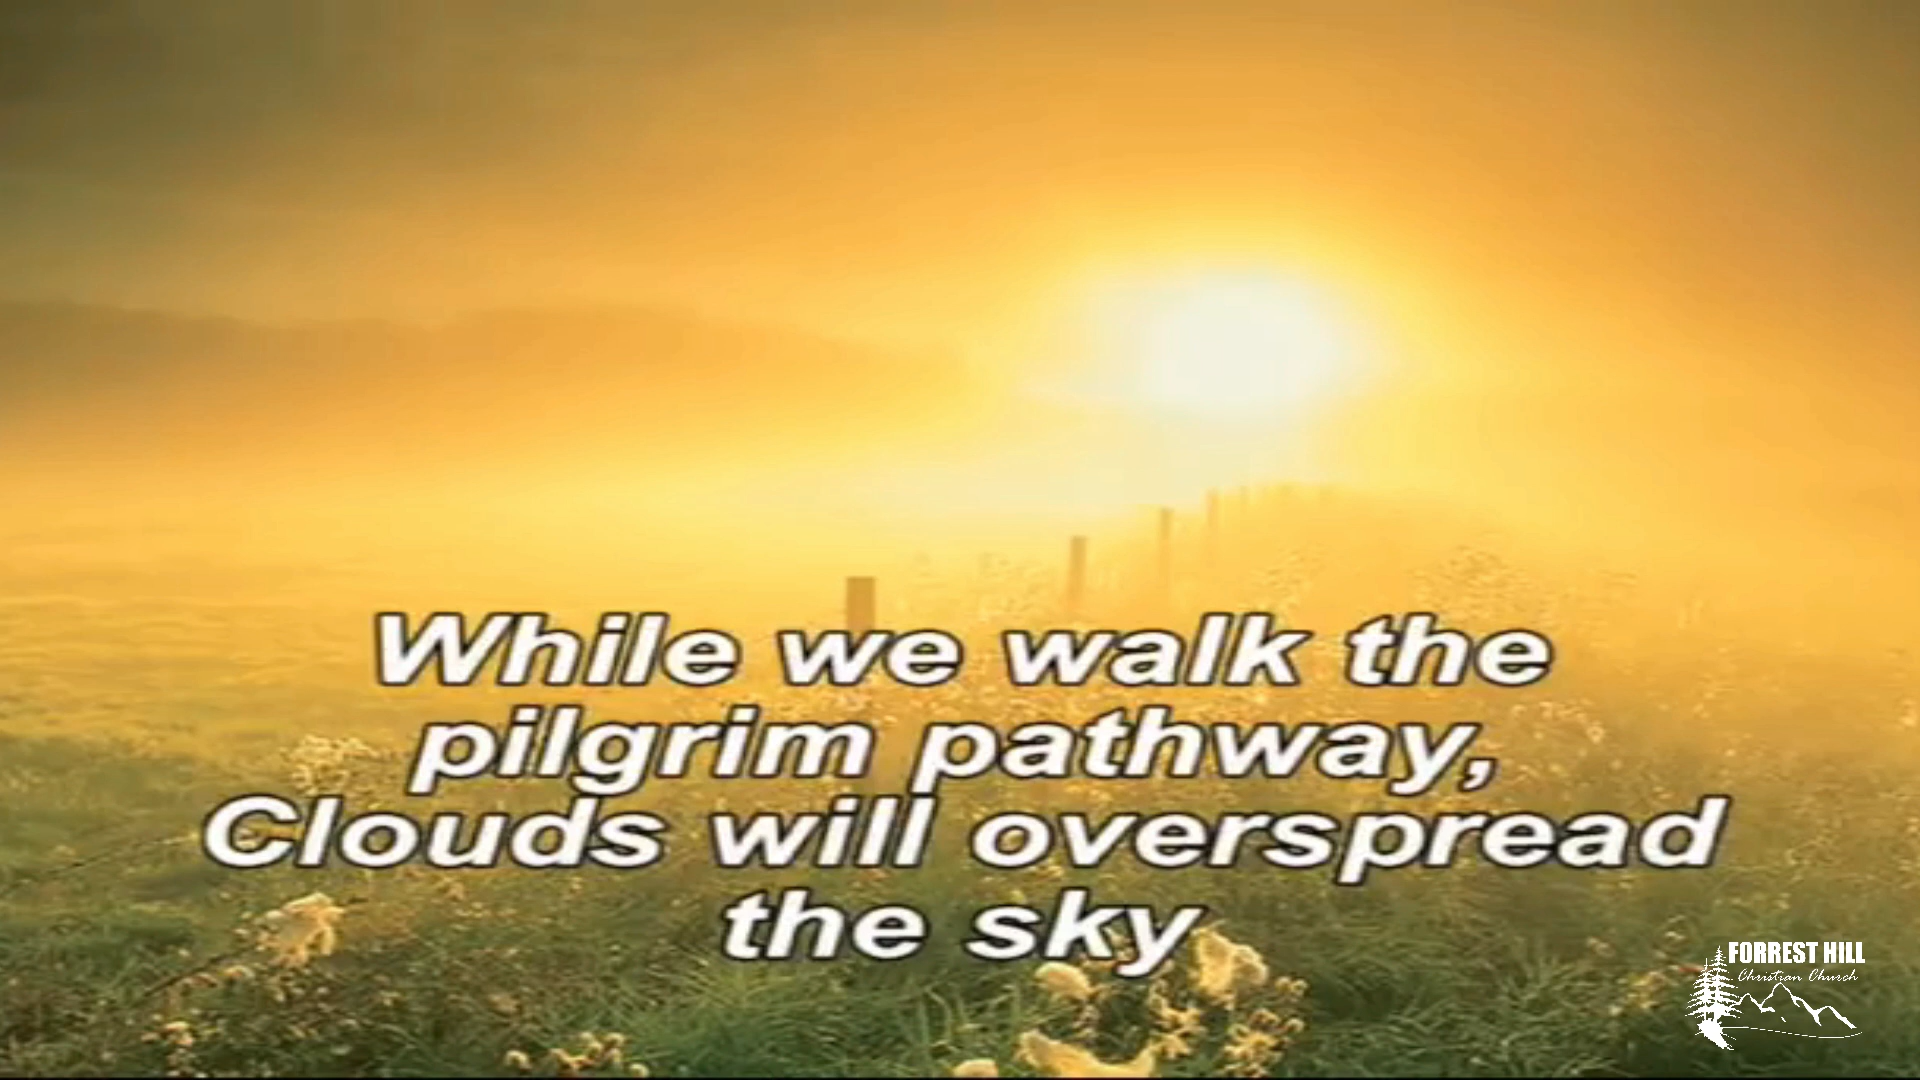 While we walk the
pilgrim pathway,
Clouds will overspread
the sky
FORREST HILL
Christian Church